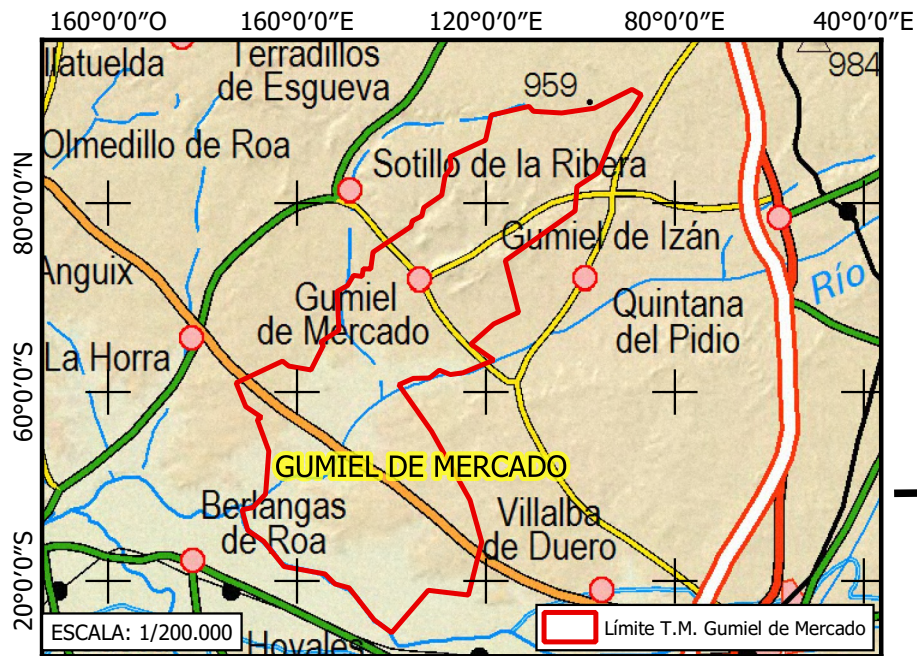 160°0'0"O
160°0'0"E
120°0'0"E
80°0'0"E
40°0'0"E
llatuelda
Terradillos
de Esgueva
959
984
Olmedillo de Roa
Sotillo de la Ribera
80°0'0"N
Gumiel de Izán
Anguix
Río
Gumiel
de Mercado
Quintana
del Pidio
La Horra
60°0'0"S
GUMIEL DE MERCADO
Berlangas
de Roa
Villalba
de Duero
20°0'0"S
ESCALA: 1/200.000
Límite T.M. Gumiel de Mercado
Hoyales